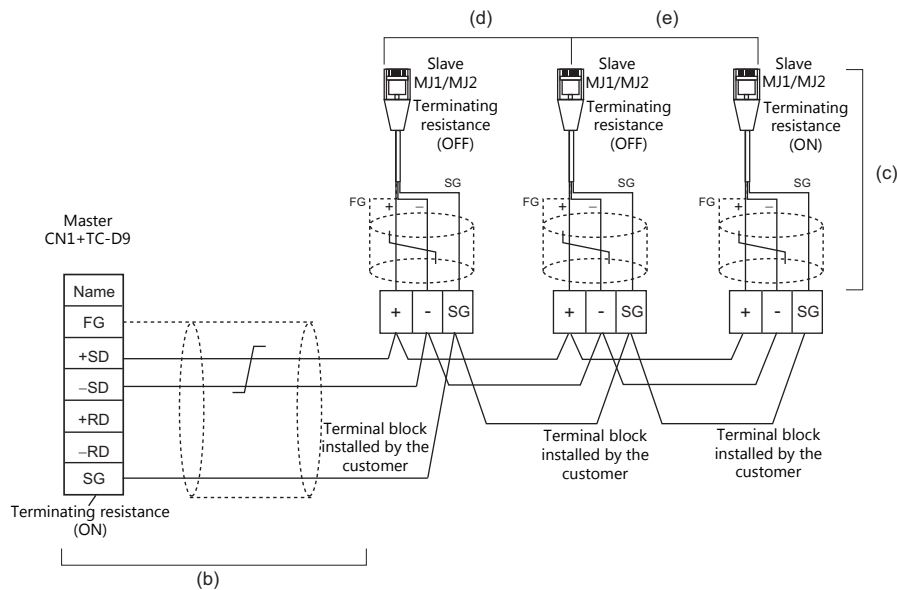 (d)
(e)
Slave
MJ1/MJ2
Terminating
resistance
(OFF)
Slave
MJ1/MJ2
Terminating
resistance
(OFF)
Slave
MJ1/MJ2
Terminating
resistance
(ON)
(c)
SG
FG
+
−
SG
FG
+
−
SG
FG
+
−
Master
CN1+TC-D9
Name
FG
+SD
−SD
+RD
−RD
SG
+
-
SG
+
-
SG
+
-
SG
Terminal block
installed by the
customer
Terminal block
installed by the
customer
Terminal block
installed by the
customer
Terminating resistance
(ON)
(b)